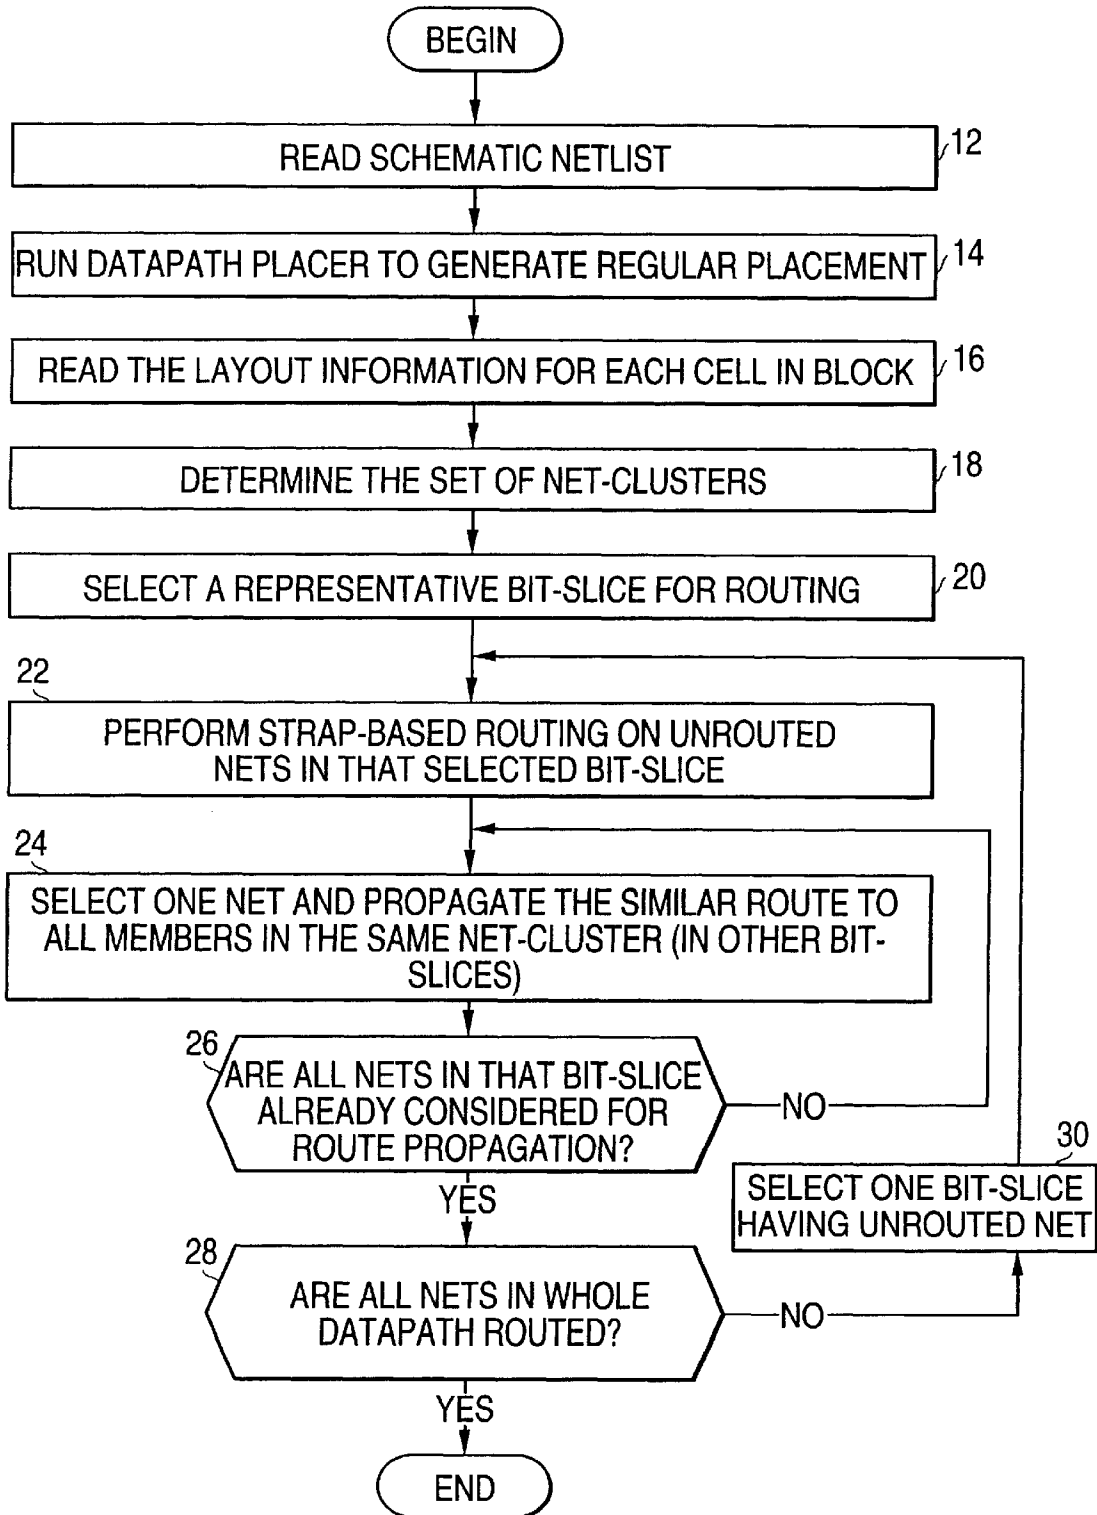 BEGIN
READ SCHEMATIC NETLIST
12
RUN DATAPATH PLACER TO GENERATE REGULAR PLACEMENT
14
READ THE LAYOUT INFORMATION FOR EACH CELL IN BLOCK
16
DETERMINE THE SET OF NET-CLUSTERS
18
SELECT A REPRESENTATIVE BIT-SLICE FOR ROUTING
20
22
PERFORM STRAP-BASED ROUTING ON UNROUTED
NETS IN THAT SELECTED BIT-SLICE
24
SELECT ONE NET AND PROPAGATE THE SIMILAR ROUTE TO
ALL MEMBERS IN THE SAME NET-CLUSTER (IN OTHER BIT-
SLICES)
26
ARE ALL NETS IN THAT BIT-SLICE
ALREADY CONSIDERED FOR
ROUTE PROPAGATION?
NO
YES
30
SELECT ONE BIT-SLICE
HAVING UNROUTED NET
28
ARE ALL NETS IN WHOLE
DATAPATH ROUTED?
NO
YES
END